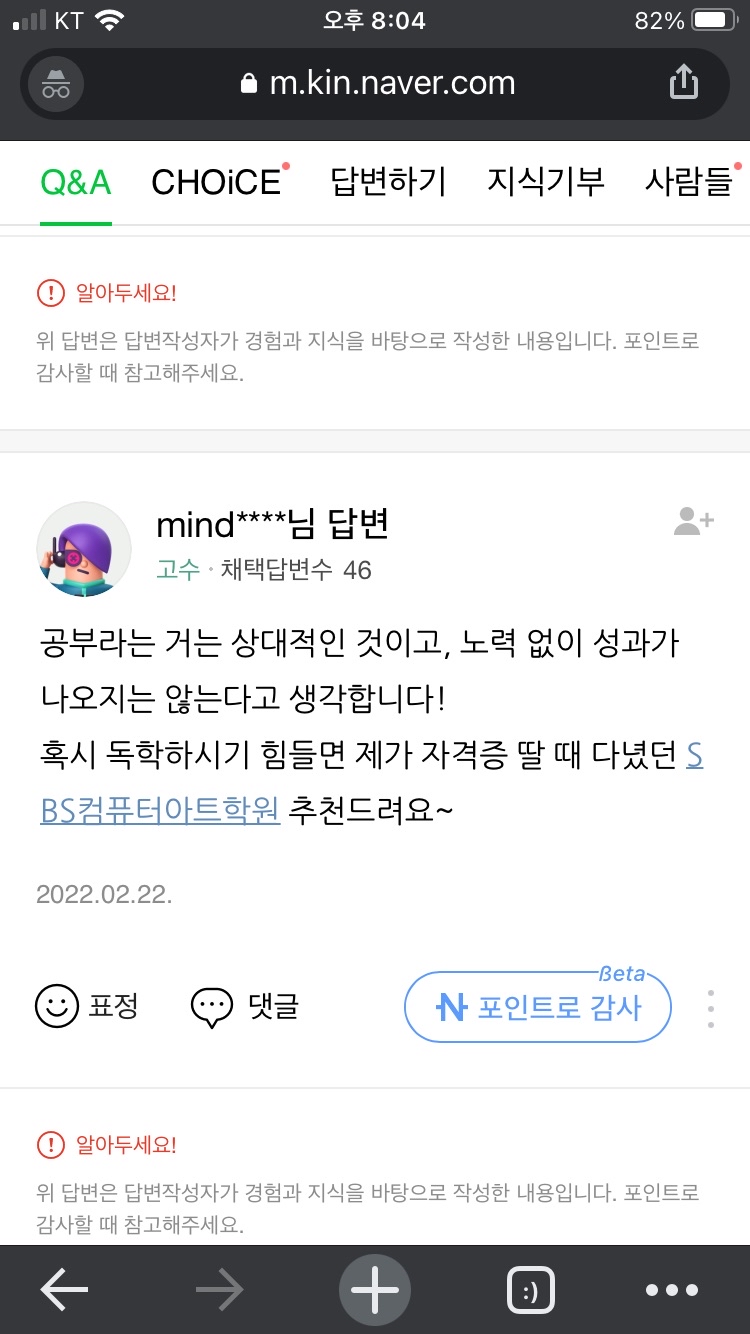 KT 오후 8:04 82%
m.kin.naver.com
Q&A CHOiCE 답변하기 지식기부 사람들
알아두세요!
위 답변은 답변작성자가 경험과 지식을 바탕으로 작성한 내용입니다. 포인트로
감사할 때 참고해주세요.
mind****님 답변
고수 · 채택답변수 46
공부라는 거는 상대적인 것이고, 노력 없이 성과가
나오지는 않는다고 생각합니다!
혹시 독학하시기 힘들면 제가 자격증 딸 때 다녔던 S
BS컴퓨터아트학원 추천드려요~
2022.02.22.
표정 댓글 N 포인트로 감사 ßeta
알아두세요!
위 답변은 답변작성자가 경험과 지식을 바탕으로 작성한 내용입니다. 포인트로
감사할 때 참고해주세요.
:)